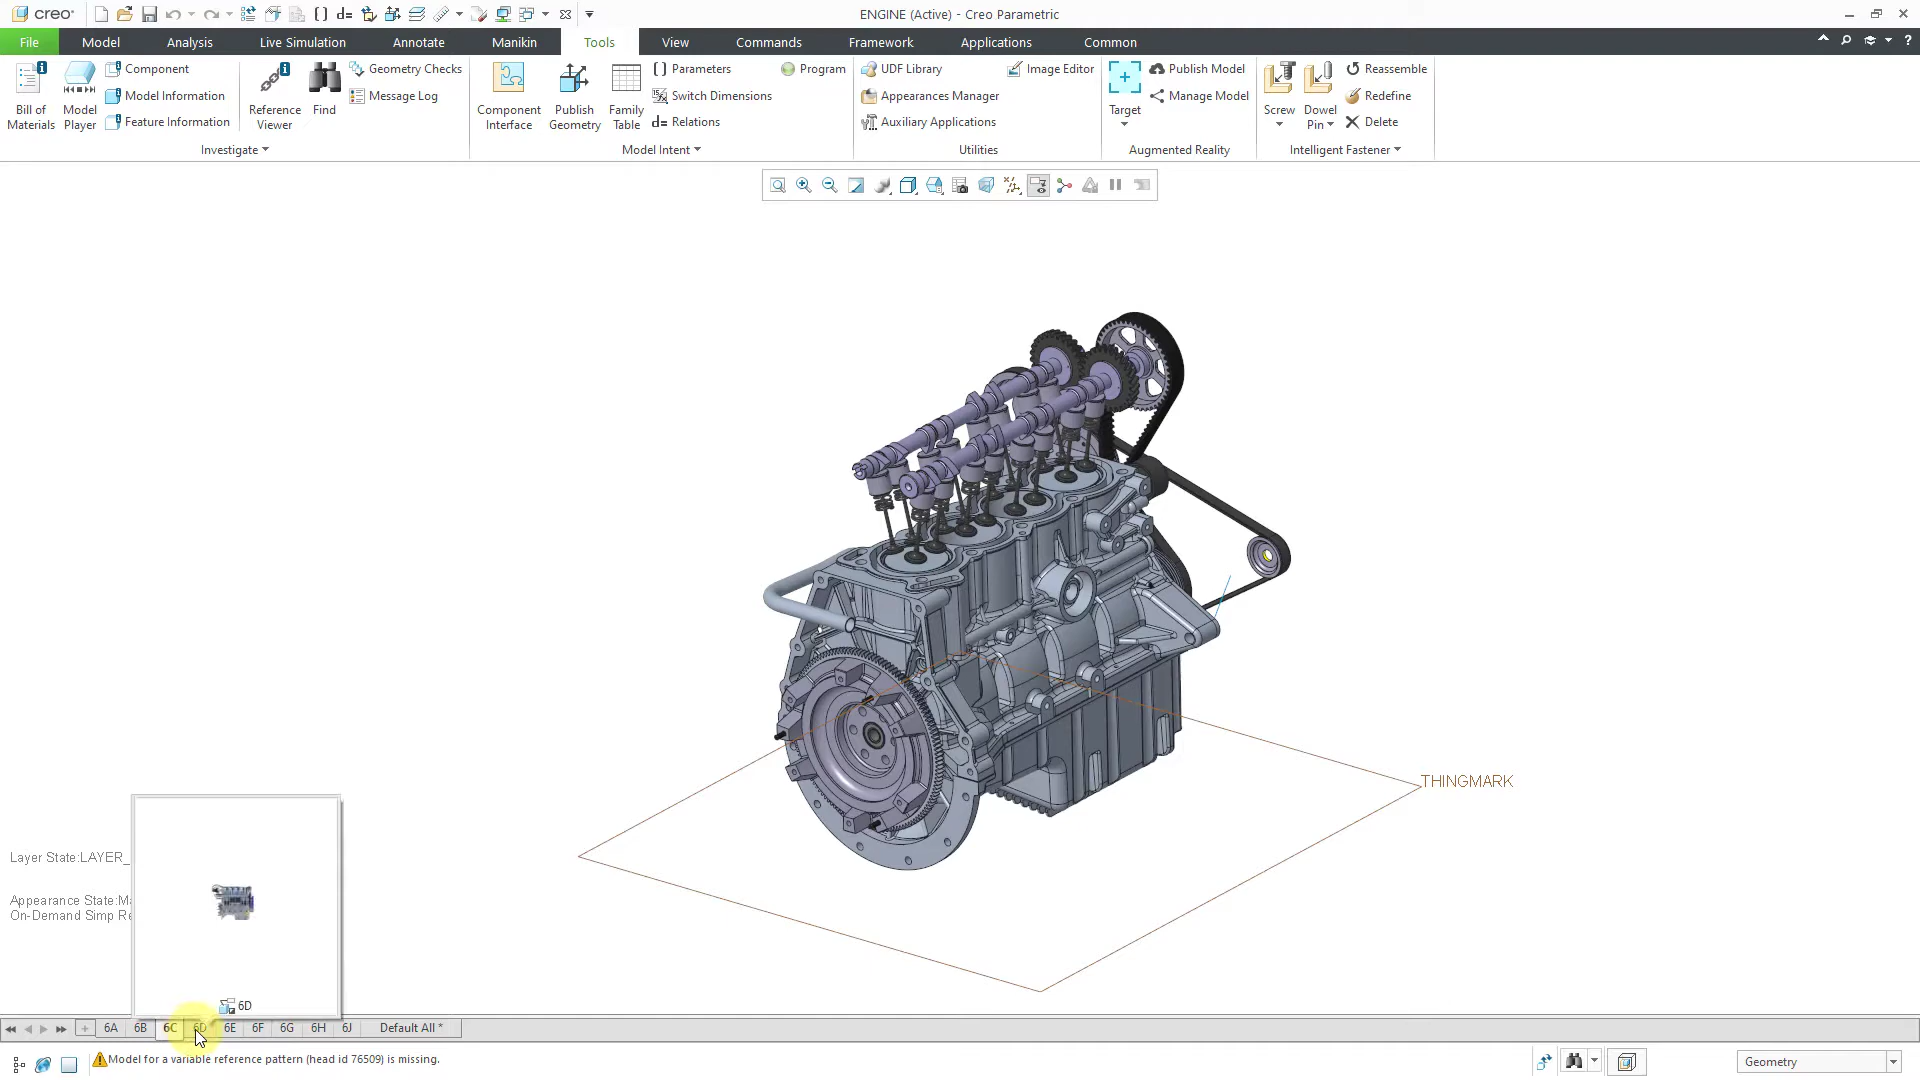 creo
ENGINE (Active) - Creo Parametric
File
Model
Analysis
Live Simulation
Annotate
Manikin
Tools
View
Commands
Framework
Applications
Common
Bill of Materials
Model Player
Component
Model Information
Feature Information
Reference Viewer
Find
Geometry Checks
Message Log
Investigate
Component Interface
Publish Geometry
Family Table
Parameters
Switch Dimensions
Relations
Program
Model Intent
UDF Library
Appearances Manager
Auxiliary Applications
Image Editor
Utilities
Target
Publish Model
Manage Model
Augmented Reality
Screw
Dowel Pin
Reassemble
Redefine
Delete
Intelligent Fastener
THINGMARK
Layer State:LAYER_
Appearance State:Ma
On-Demand Simp Re
6D
6A
6B
6C
6D
6E
6F
6G
6H
6J
Default All *
Model for a variable reference pattern (head id 76509) is missing.
Geometry